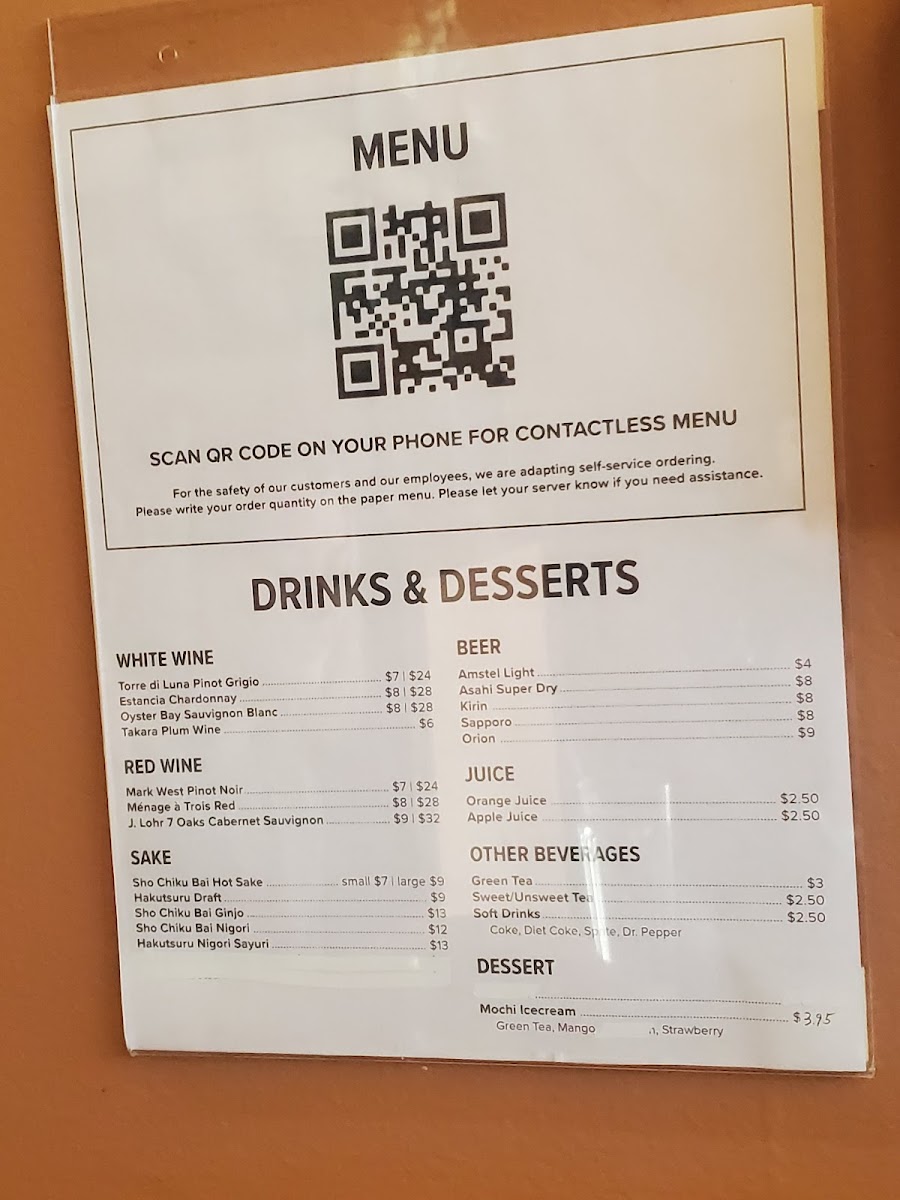 MENU
SCAN QR CODE ON YOUR PHONE FOR CONTACTLESS MENU
For the safety of our customers and our employees, we are adapting self-service ordering.
Please write your order quantity on the paper menu. Please let your server know if you need assistance.
DRINKS & DESSERTS
WHITE WINE
Torre di Luna Pinot Grigio $7 | $24
Estancia Chardonnay $8 | $28
Oyster Bay Sauvignon Blanc $8 | $28
Takara Plum Wine $6
RED WINE
Mark West Pinot Noir $7 | $24
Ménage à Trois Red $8 | $28
J. Lohr 7 Oaks Cabernet Sauvignon $9 | $32
SAKE
Sho Chiku Bai Hot Sake small $7 | large $9
Hakutsuru Draft $9
Sho Chiku Bai Ginjo $13
Sho Chiku Bai Nigori $12
Hakutsuru Nigori Sayuri $13
BEER
Amstel Light $4
Asahi Super Dry $8
Kirin $8
Sapporo $8
Orion $9
JUICE
Orange Juice $2.50
Apple Juice $2.50
OTHER BEVERAGES
Green Tea $3
Sweet/Unsweet Tea $2.50
Soft Drinks $2.50
Coke, Diet Coke, Sprite, Dr. Pepper
DESSERT
Mochi Icecream $3.95
Green Tea, Mango , Strawberry